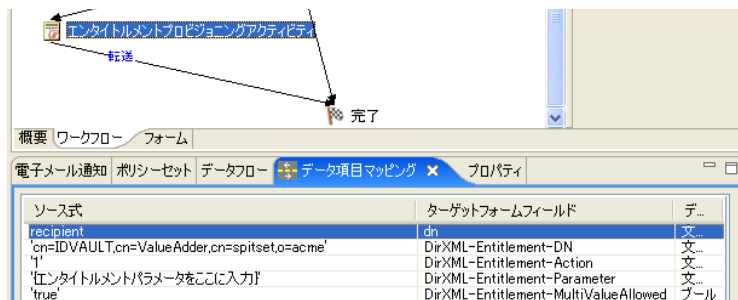 エンタイトルメントプロビジョニングアクティビティ
転送
完了
概要 ワークフロー フォーム
電子メール通知 ポリシーセット データフロー データ項目マッピング プロパティ
ソース式 ターゲットフォームフィールド デ...
recipient dn 文...
'cn=IDVAULT,cn=ValueAdder,cn=spitset,o=acme' DirXML-Entitlement-DN 文...
'1' DirXML-Entitlement-Action 文...
'{エンタイトルメントパラメータをここに入力}' DirXML-Entitlement-Parameter 文...
'true' DirXML-Entitlement-MultiValueAllowed ブール